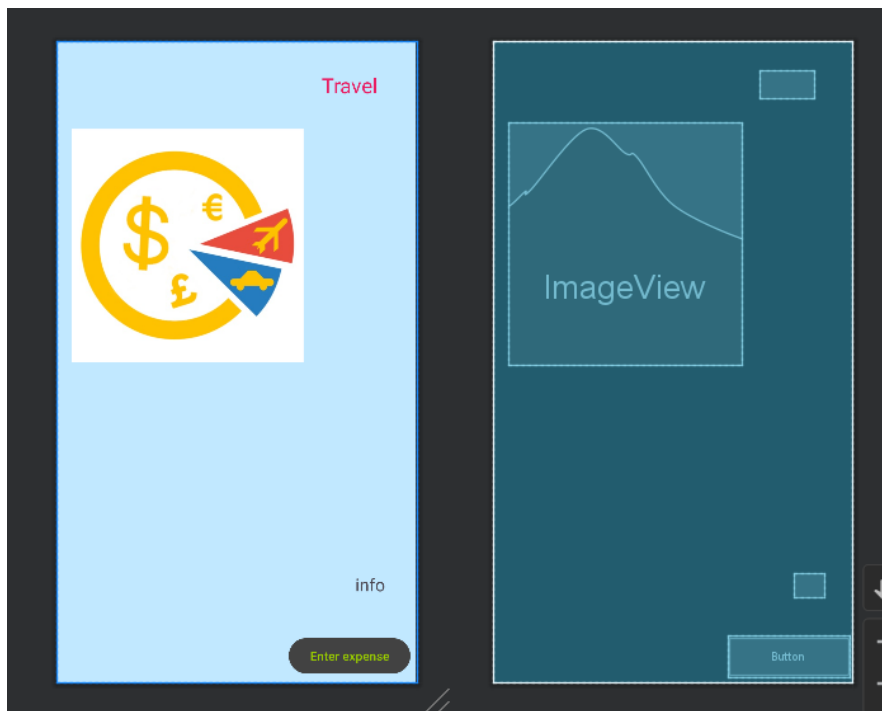 Travel
$
€
£
info
Enter expense
ImageView
Button